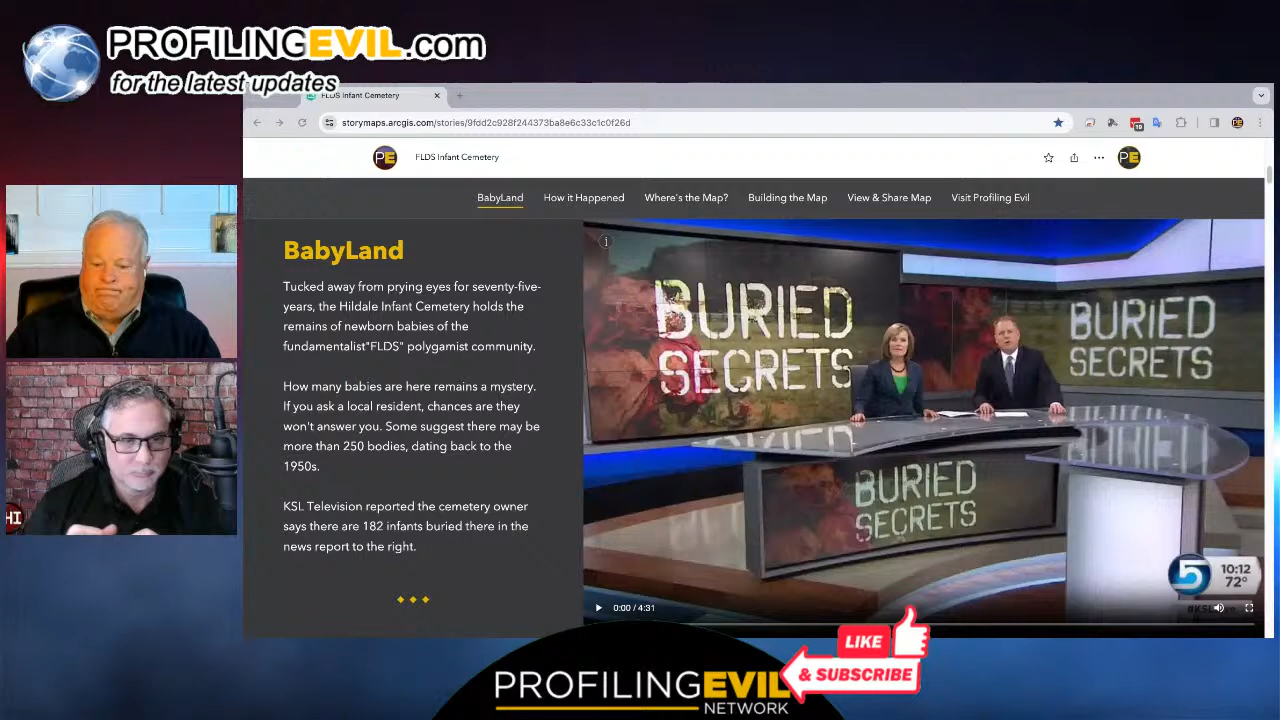 PROFILINGEVIL.com
for the latest updates
FLDS Infant Cemetery
storymaps.arcgis.com/stories/9fdd2c928f244373ba8e6c33c1c0f26d
PE
FLDS Infant Cemetery
PE
BabyLand
How it Happened
Where's the Map?
Building the Map
View & Share Map
Visit Profiling Evil
BabyLand
Tucked away from prying eyes for seventy-five-
years, the Hildale Infant Cemetery holds the
remains of newborn babies of the
fundamentalist"FLDS" polygamist community.
How many babies are here remains a mystery.
If you ask a local resident, chances are they
won't answer you. Some suggest there may be
more than 250 bodies, dating back to the
1950s.
KSL Television reported the cemetery owner
says there are 182 infants buried there in the
news report to the right.
BURIED
SECRETS
BURIED
SECRETS
BURIED
SECRETS
5
10:12
72°
0:00 / 4:31
HI
LIKE
& SUBSCRIBE
PROFILINGEVIL
NETWORK